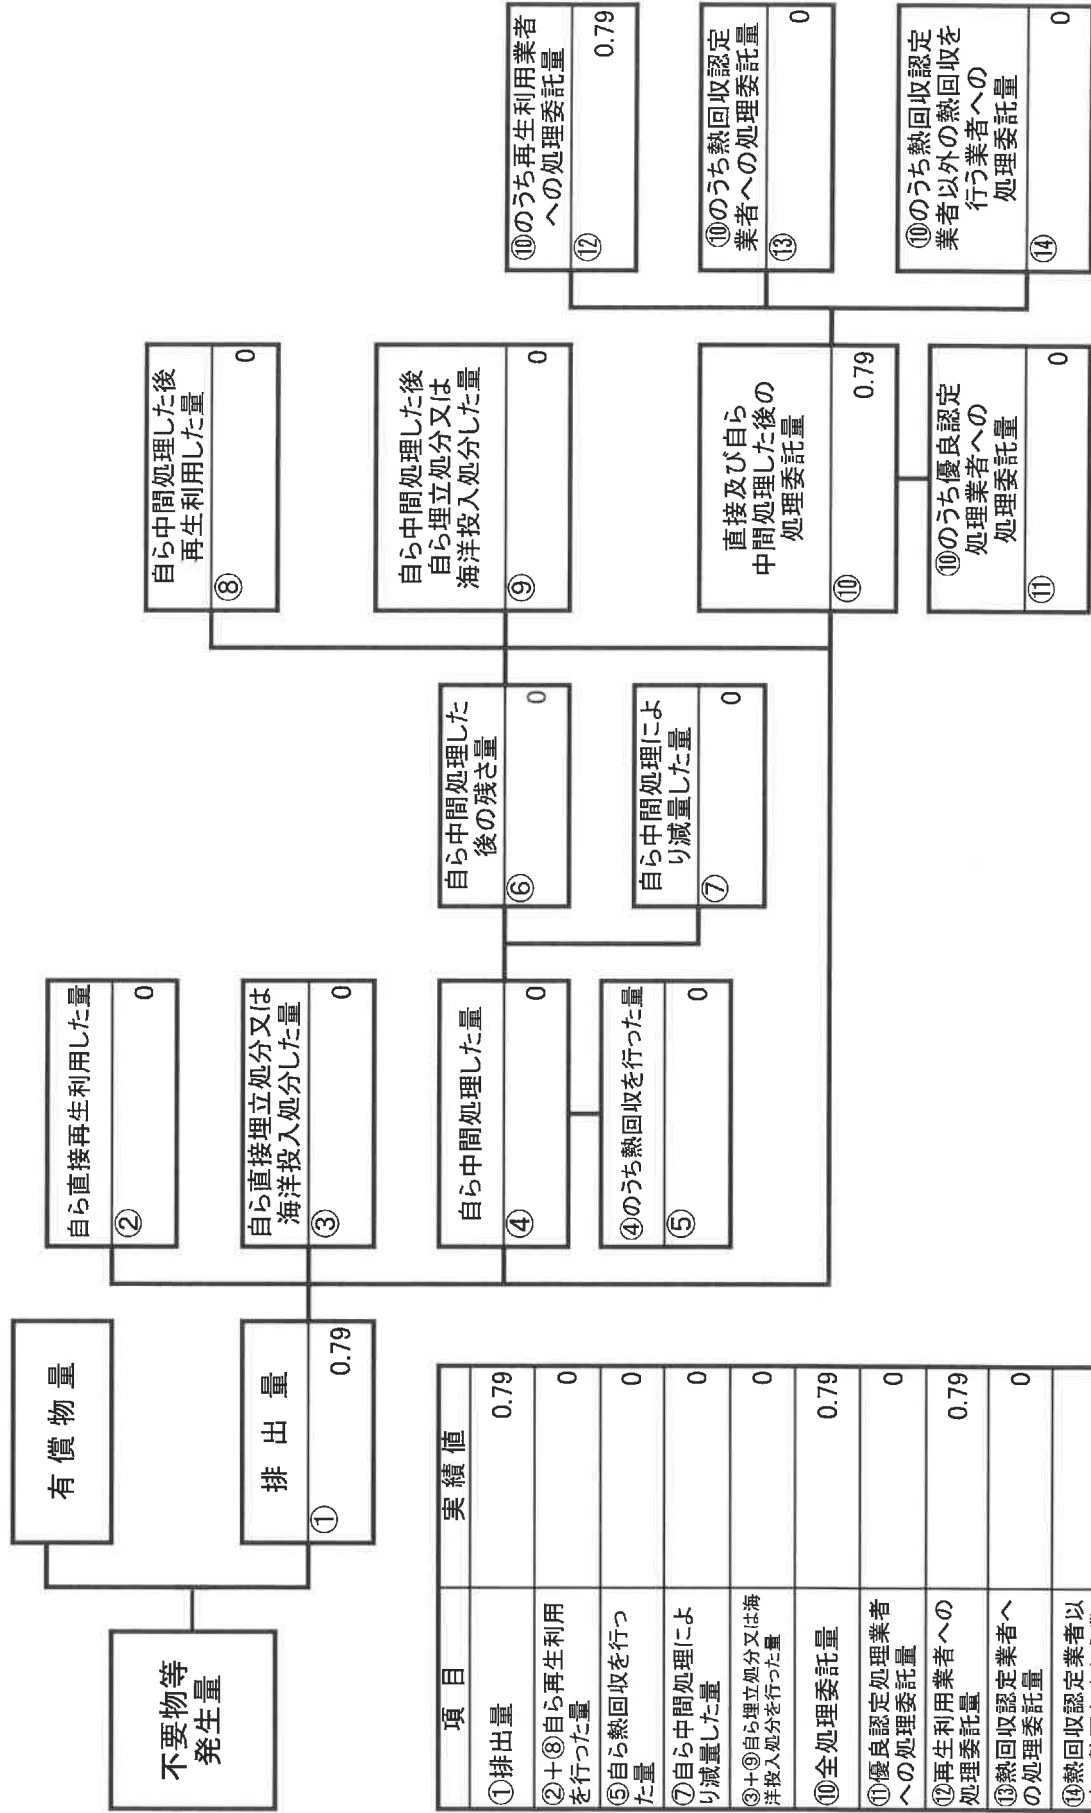 不要物等
発生量
有償物量
排出量
①
0.79
自ら直接再生利用した量
②
0
自ら直接埋立処分又は
海洋投入処分した量
③
0
自ら中間処理した量
④
0
④のうち熱回収を行った量
⑤
0
自ら中間処理した
後の残さ量
⑥
0
自ら中間処理によ
り減量した量
⑦
0
自ら中間処理した後
再生利用した量
⑧
0
自ら中間処理した後
自ら埋立処分又は
海洋投入処分した量
⑨
0
直接及び自ら
中間処理した後の
処理委託量
⑩
0.79
⑩のうち優良認定
処理業者への
処理委託量
⑪
0
⑩のうち再生利用業者
への処理委託量
⑫
0.79
⑩のうち熱回収認定
業者への処理委託量
⑬
0
⑩のうち熱回収認定
業者以外の熱回収を
行う業者への
処理委託量
⑭
0
項目 実績値
①排出量 0.79
②+⑧自ら再生利用
を行った量 0
⑤自ら熱回収を行っ
た量 0
⑦自ら中間処理によ
り減量した量 0
③+⑨自ら埋立処分又は海
洋投入処分を行った量 0
⑩全処理委託量 0.79
⑪優良認定処理業者
への処理委託量 0
⑫再生利用業者への
処理委託量 0.79
⑬熱回収認定業者へ
の処理委託量 0
⑭熱回収認定業者以